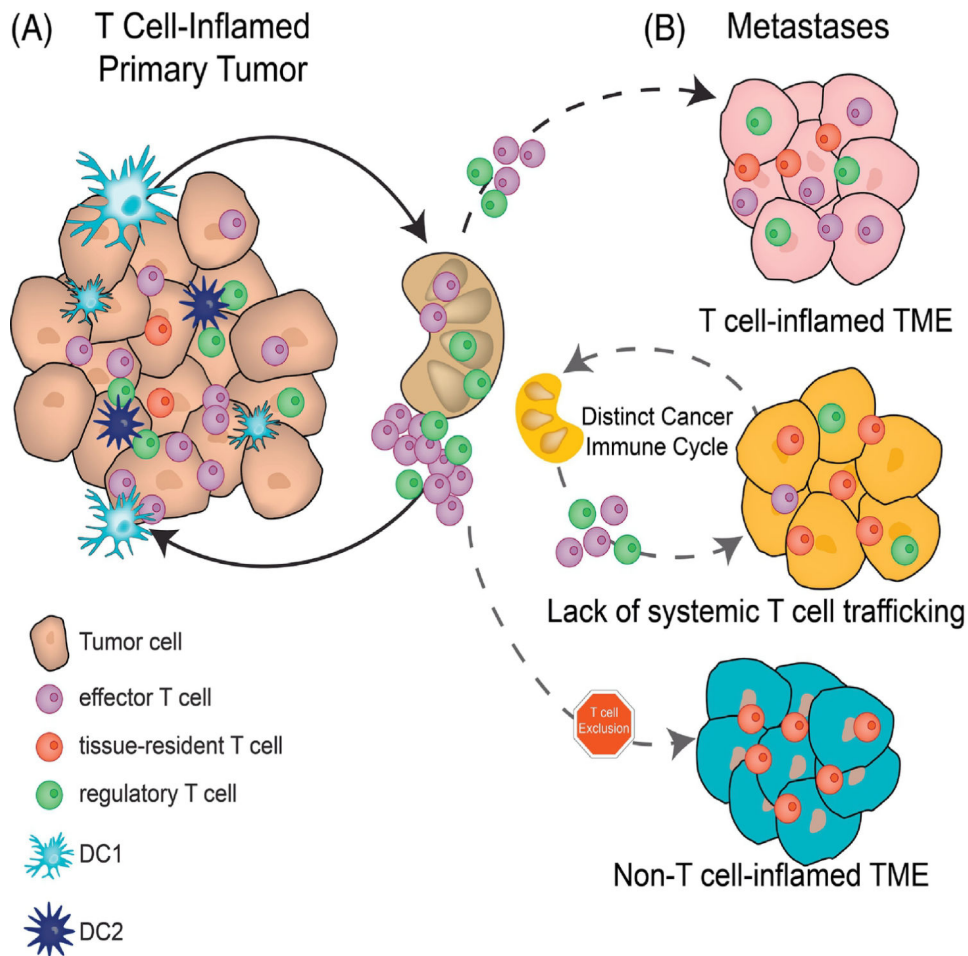 (A)
T Cell-Inflamed
Primary Tumor
(B)
Metastases
T cell-inflamed TME
Distinct Cancer
Immune Cycle
Lack of systemic T cell trafficking
T cell
Exclusion
Non-T cell-inflamed TME
Tumor cell
effector T cell
tissue-resident T cell
regulatory T cell
DC1
DC2